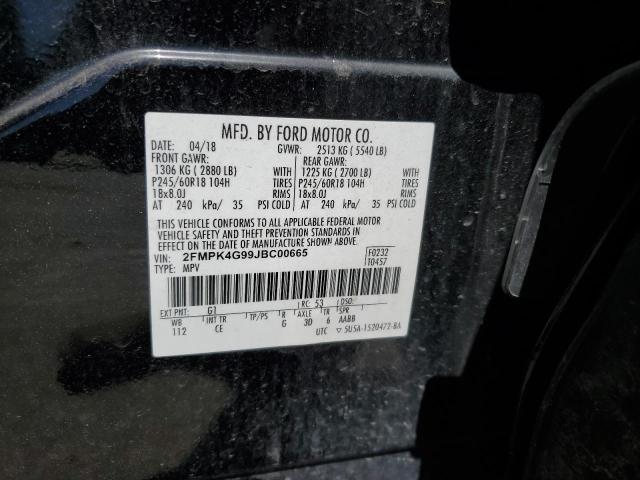 MFD. BY FORD MOTOR CO.
DATE: 04/18 GVWR: 2513 KG ( 5540 LB)
FRONT GAWR: REAR GAWR:
1306 KG ( 2880 LB) WITH 1225 KG ( 2700 LB) WITH
P245/60R18 104H TIRES P245/60R18 104H TIRES
18x8.0J RIMS 18x8.0J RIMS
AT 240 kPa/ 35 PSI COLD AT 240 kPa/ 35 PSI COLD
THIS VEHICLE CONFORMS TO ALL APPLICABLE FEDERAL MOTOR
VEHICLE SAFETY AND THEFT PREVENTION STANDARDS IN
EFFECT ON THE DATE OF MANUFACTURE SHOWN ABOVE.
VIN: 2FMPK4G99JBC00665 F0232
TYPE: MPV T0457
EXT PNT: G1 RC: 53 DSO:
WB INT TR TP/PS R AXLE TR SPR
112 CE G 3D 6 AABB
UTC ▽ 5U5A-1520472-BA